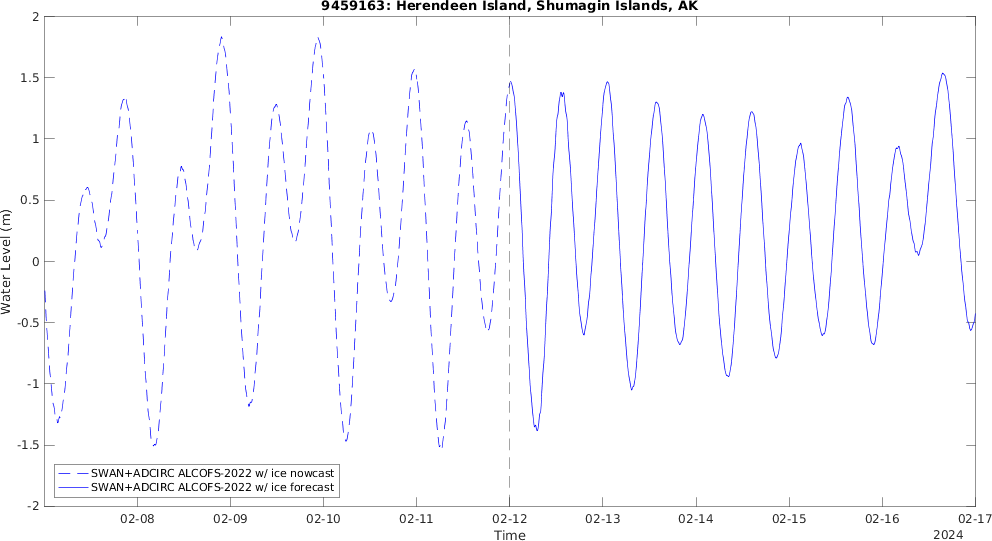 9459163: Herendeen Island, Shumagin Islands, AK
2
1.5
1
0.5
0
-0.5
-1
-1.5
-2
Water Level (m)
SWAN+ADCIRC ALCOFS-2022 w/ ice nowcast
SWAN+ADCIRC ALCOFS-2022 w/ ice forecast
02-08 02-09 02-10 02-11 02-12 02-13 02-14 02-15 02-16 02-17
Time
2024